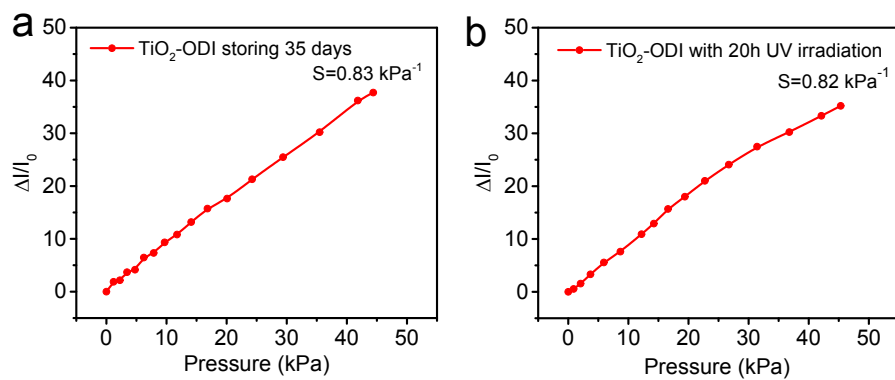 a
50
40
30
20
10
0
ΔI/I₀
TiO₂-ODI storing 35 days
S=0.83 kPa⁻¹
0 10 20 30 40 50
Pressure (kPa)
b
50
40
30
20
10
0
ΔI/I₀
TiO₂-ODI with 20h UV irradiation
S=0.82 kPa⁻¹
0 10 20 30 40 50
Pressure (kPa)